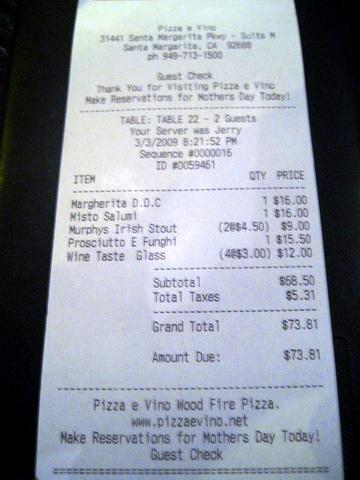 Pizza e Vino
31441 Santa Margarita Pkwy - Suite M
Santa Margarita, CA 92688
ph 949-713-1500
Guest Check
Thank You for Visiting Pizza e Vino
Make Reservations for Mothers Day Today!
TABLE: TABLE 22 - 2 Guests
Your Server was Jerry
3/3/2009 8:21:52 PM
Sequence #0000016
ID #0059461
ITEM QTY PRICE
Margherita D.O.C 1 $16.00
Misto Salumi 1 $16.00
Murphys Irish Stout (2@$4.50) $9.00
Prosciutto E Funghi 1 $15.50
Wine Taste Glass (4@$3.00) $12.00
Subtotal $68.50
Total Taxes $5.31
Grand Total $73.81
Amount Due: $73.81
Pizza e Vino Wood Fire Pizza.
www.pizzaevino.net
Make Reservations for Mothers Day Today!
Guest Check